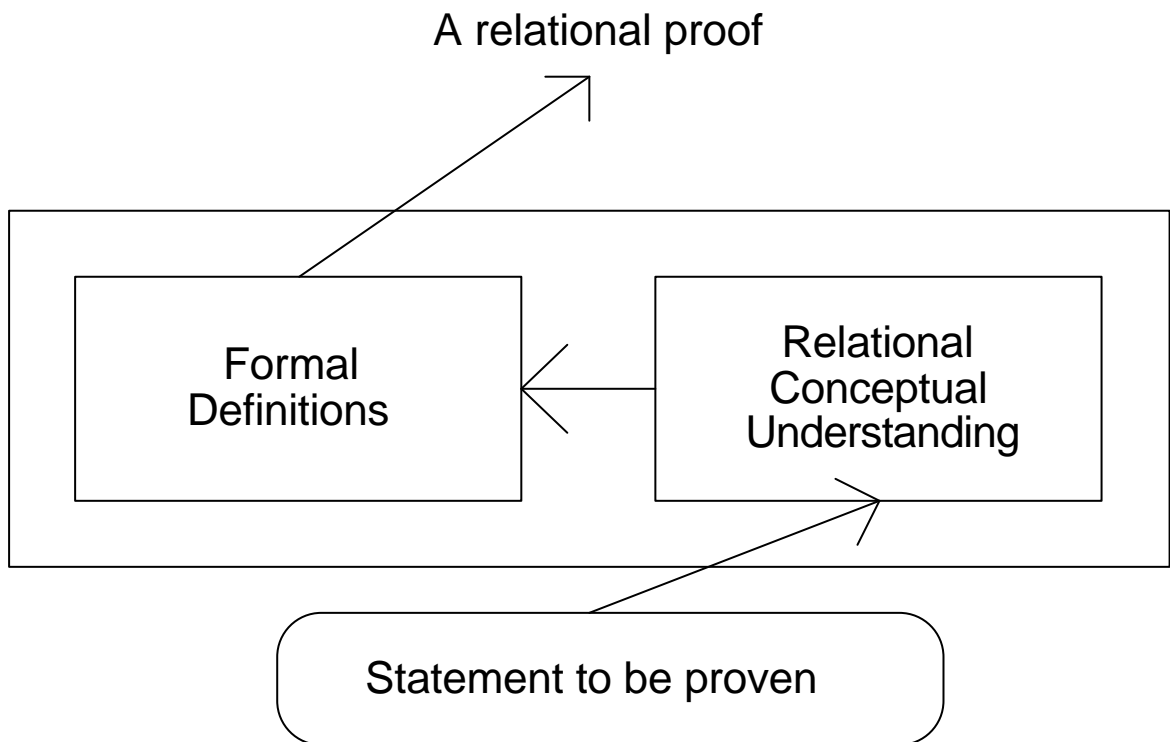 A relational proof
Formal
Definitions
Relational
Conceptual
Understanding
Statement to be proven